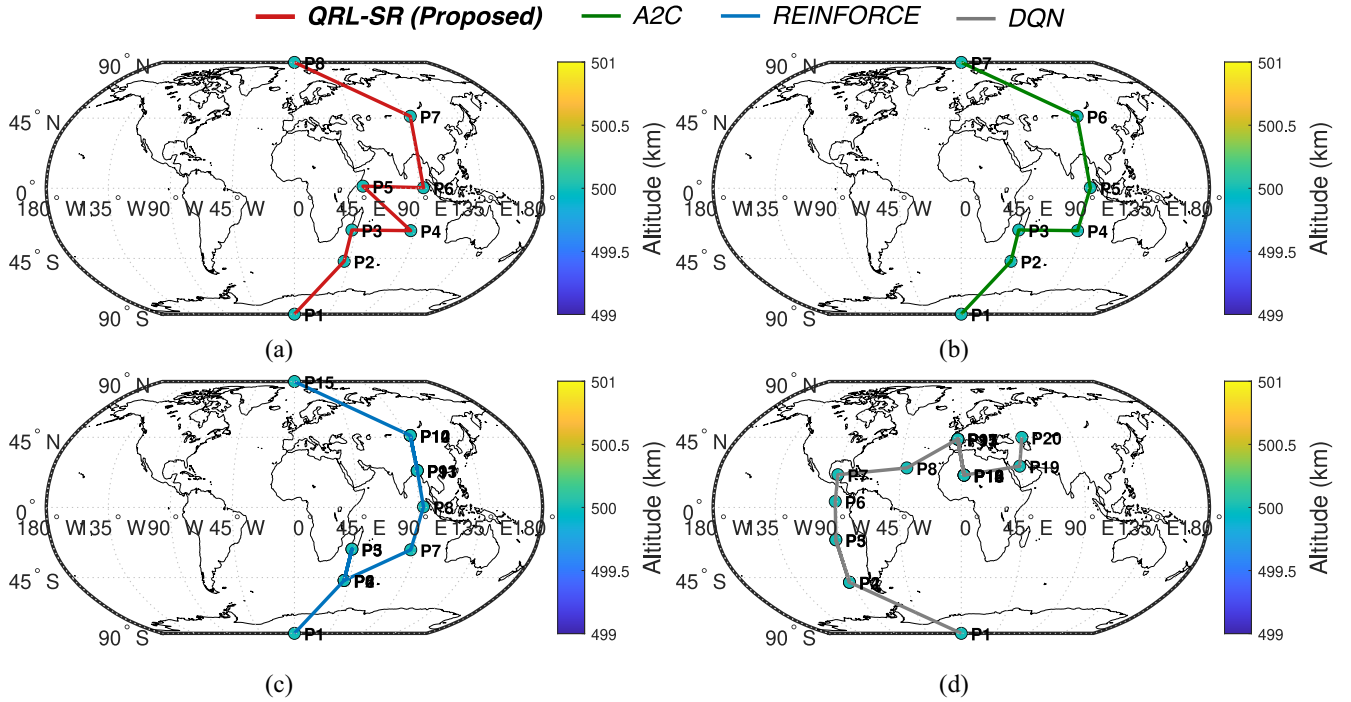 QRL-SR (Proposed) A2C REINFORCE DQN
90° N
45° N
0°
180° W 135° W 90° W 45° W 0° 45° E 90° E 135° E 180° E
45° S
90° S
P8
P7
P5 P6
P3 P4
P2
P1
501
500.5
500
499.5
499
Altitude (km)
(a)
90° N
45° N
0°
180° W 135° W 90° W 45° W 0° 45° E 90° E 135° E 180° E
45° S
90° S
P7
P6
P5
P3 P4
P2
P1
501
500.5
500
499.5
499
Altitude (km)
(b)
90° N
45° N
0°
180° W 135° W 90° W 45° W 0° 45° E 90° E 135° E 180° E
45° S
90° S
P15
P8
P7
P1
501
500.5
500
499.5
499
Altitude (km)
(c)
90° N
45° N
0°
180° W 135° W 90° W 45° W 0° 45° E 90° E 135° E 180° E
45° S
90° S
P20
P8 P19
P7
P6
P1
501
500.5
500
499.5
499
Altitude (km)
(d)